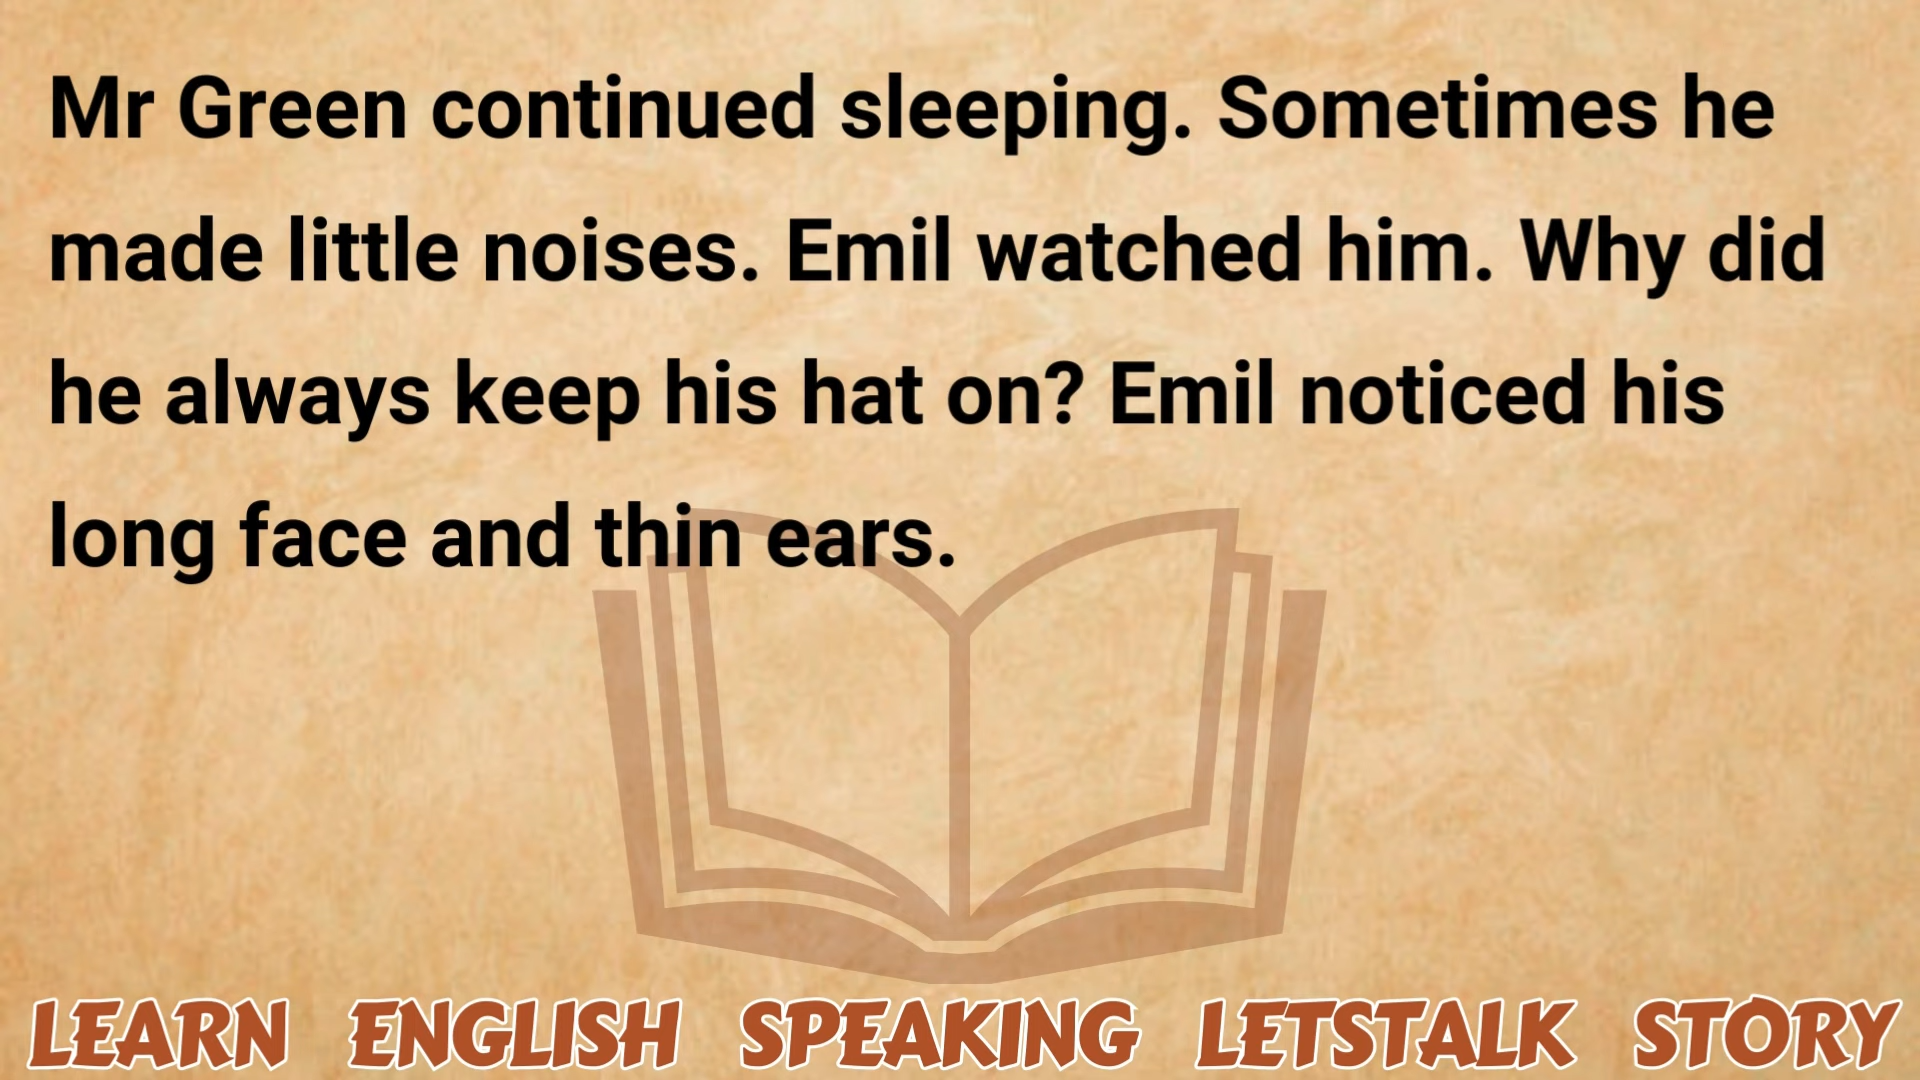 Mr Green continued sleeping. Sometimes he
made little noises. Emil watched him. Why did
he always keep his hat on? Emil noticed his
long face and thin ears.
LEARN ENGLISH SPEAKING LETSTALK STORY